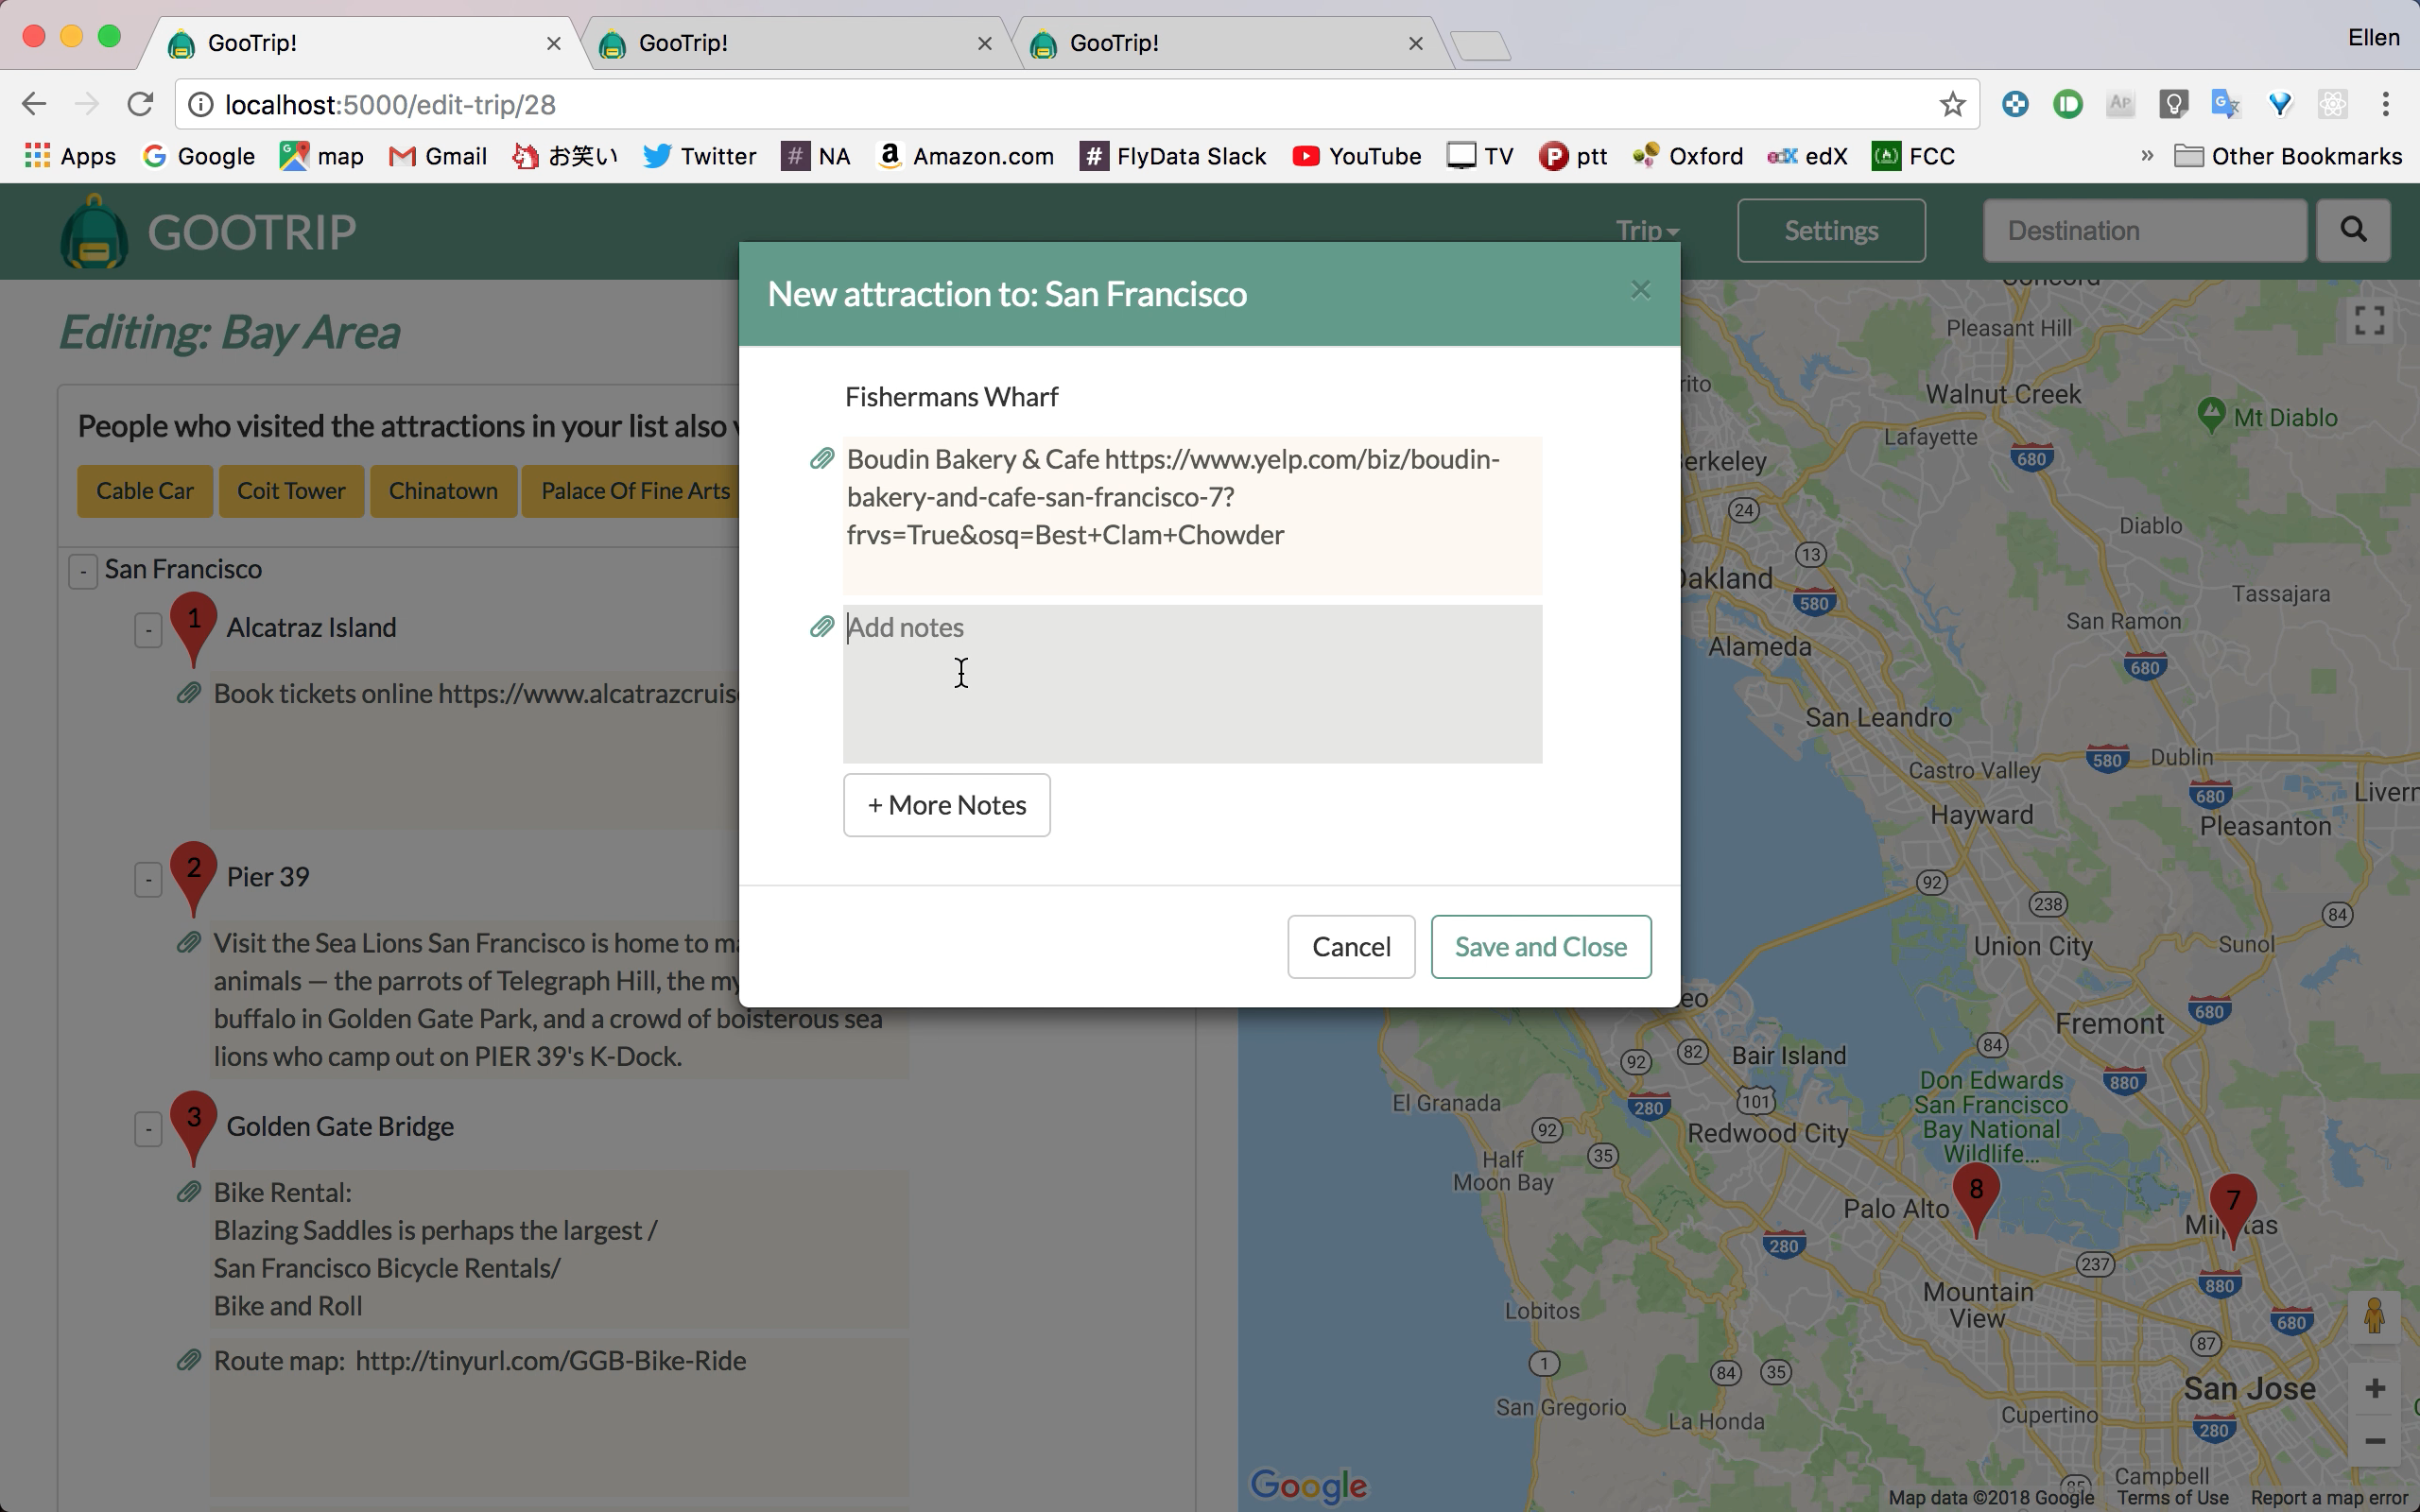 GooTrip!
GooTrip!
GooTrip!
Ellen
localhost:5000/edit-trip/28
Apps
Google
map
Gmail
お笑い
Twitter
NA
Amazon.com
FlyData Slack
YouTube
TV
ptt
Oxford
edX
FCC
» Other Bookmarks
GOOTRIP
Trip
Settings
Destination
Editing: Bay Area
People who visited the attractions in your list also
Cable Car
Coit Tower
Chinatown
Palace Of Fine Arts
- San Francisco
- 1 Alcatraz Island
Book tickets online https://www.alcatrazcruis
- 2 Pier 39
Visit the Sea Lions San Francisco is home to
animals — the parrots of Telegraph Hill, the
buffalo in Golden Gate Park, and a crowd of boisterous sea
lions who camp out on PIER 39's K-Dock.
- 3 Golden Gate Bridge
Bike Rental:
Blazing Saddles is perhaps the largest /
San Francisco Bicycle Rentals/
Bike and Roll
Route map: http://tinyurl.com/GGB-Bike-Ride
New attraction to: San Francisco
×
Fishermans Wharf
Boudin Bakery & Cafe https://www.yelp.com/biz/boudin-
bakery-and-cafe-san-francisco-7?
frvs=True&osq=Best+Clam+Chowder
Add notes
+ More Notes
Cancel
Save and Close
Pleasant Hill
Walnut Creek
Mt Diablo
Lafayette
680
erkeley
24
Diablo
13
Oakland
580
Tassajara
San Ramon
Alameda
680
San Leandro
580
Dublin
Castro Valley
680
Liverm
Hayward
Pleasanton
92
238
84
Union City
Sunol
eo
680
Fremont
92
82
Bair Island
84
Don Edwards
San Francisco
Bay National
Wildlife...
880
El Granada
280
101
92
Redwood City
35
Half
Moon Bay
8
7
Palo Alto
Milpitas
280
237
880
Mountain
View
Lobitos
680
87
1
84
35
San Jose
San Gregorio
La Honda
Cupertino
280
Campbell
85
Google
Map data ©2018 Google
Terms of Use
Report a map error